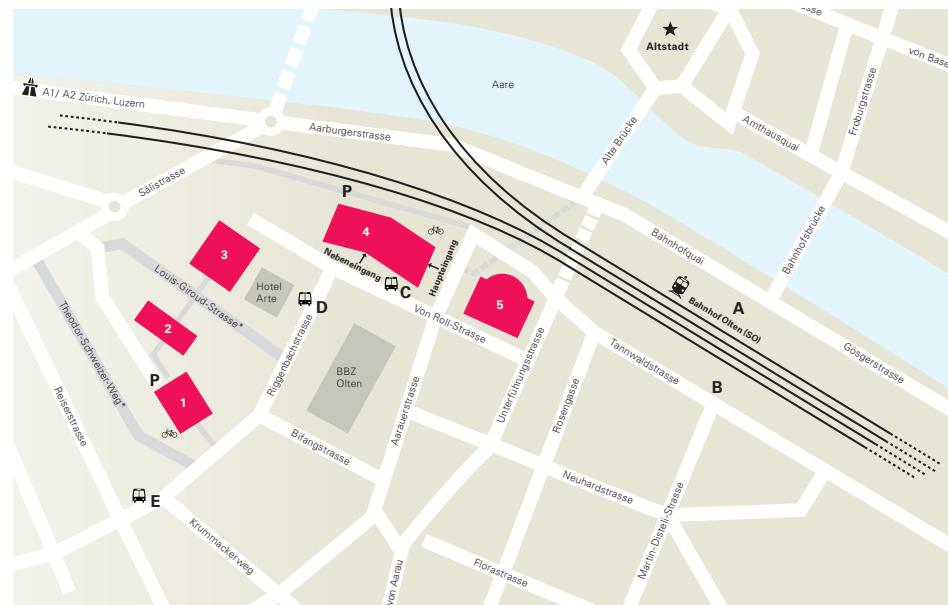 Altstadt
von Base
Aare
A1/ A2 Zürich, Luzern
Aarburgerstrasse
Alte Brücke
Amthausquai
Froburgstrasse
Sälistrasse
P
4
Nebeneingang
Haupteingang
3
Bahnhofquai
Bahnhofsbrücke
Hotel
Arte
C
D
Louis-Giroud-Strasse*
Theodor-Schweizer-Weg*
2
5
von Roll-Strasse
A
Bahnhof Olten (SO)
Gösgerstrasse
Riggenbachstrasse
BBZ
Olten
Tannwaldstrasse
B
P
1
Reiserstrasse
Aarauerstrasse
Unterführungsstrasse
Rosengasse
Bifangstrasse
Neuhardstrasse
Martin-Disteli-Strasse
E
Krummackerweg
von Aarau
Florastrasse